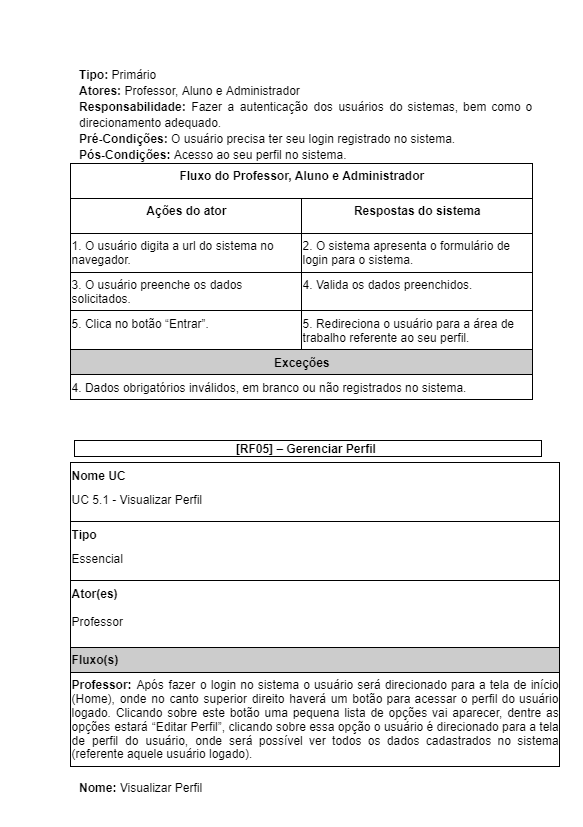 Tipo: Primário
Atores: Professor, Aluno e Administrador
Responsabilidade: Fazer a autenticação dos usuários do sistemas, bem como o
direcionamento adequado.
Pré-Condições: O usuário precisa ter seu login registrado no sistema.
Pós-Condições: Acesso ao seu perfil no sistema.
Fluxo do Professor, Aluno e Administrador
Ações do ator
Respostas do sistema
1. O usuário digita a url do sistema no
navegador.
2. O sistema apresenta o formulário de
login para o sistema.
3. O usuário preenche os dados
solicitados.
4. Valida os dados preenchidos.
5. Clica no botão “Entrar”.
5. Redireciona o usuário para a área de
trabalho referente ao seu perfil.
Exceções
4. Dados obrigatórios inválidos, em branco ou não registrados no sistema.
[RF05] – Gerenciar Perfil
Nome UC
UC 5.1 - Visualizar Perfil
Tipo
Essencial
Ator(es)
Professor
Fluxo(s)
Professor: Após fazer o login no sistema o usuário será direcionado para a tela de início
(Home), onde no canto superior direito haverá um botão para acessar o perfil do usuário
logado. Clicando sobre este botão uma pequena lista de opções vai aparecer, dentre as
opções estará “Editar Perfil”, clicando sobre essa opção o usuário é direcionado para a tela
de perfil do usuário, onde será possível ver todos os dados cadastrados no sistema
(referente aquele usuário logado).
Nome: Visualizar Perfil